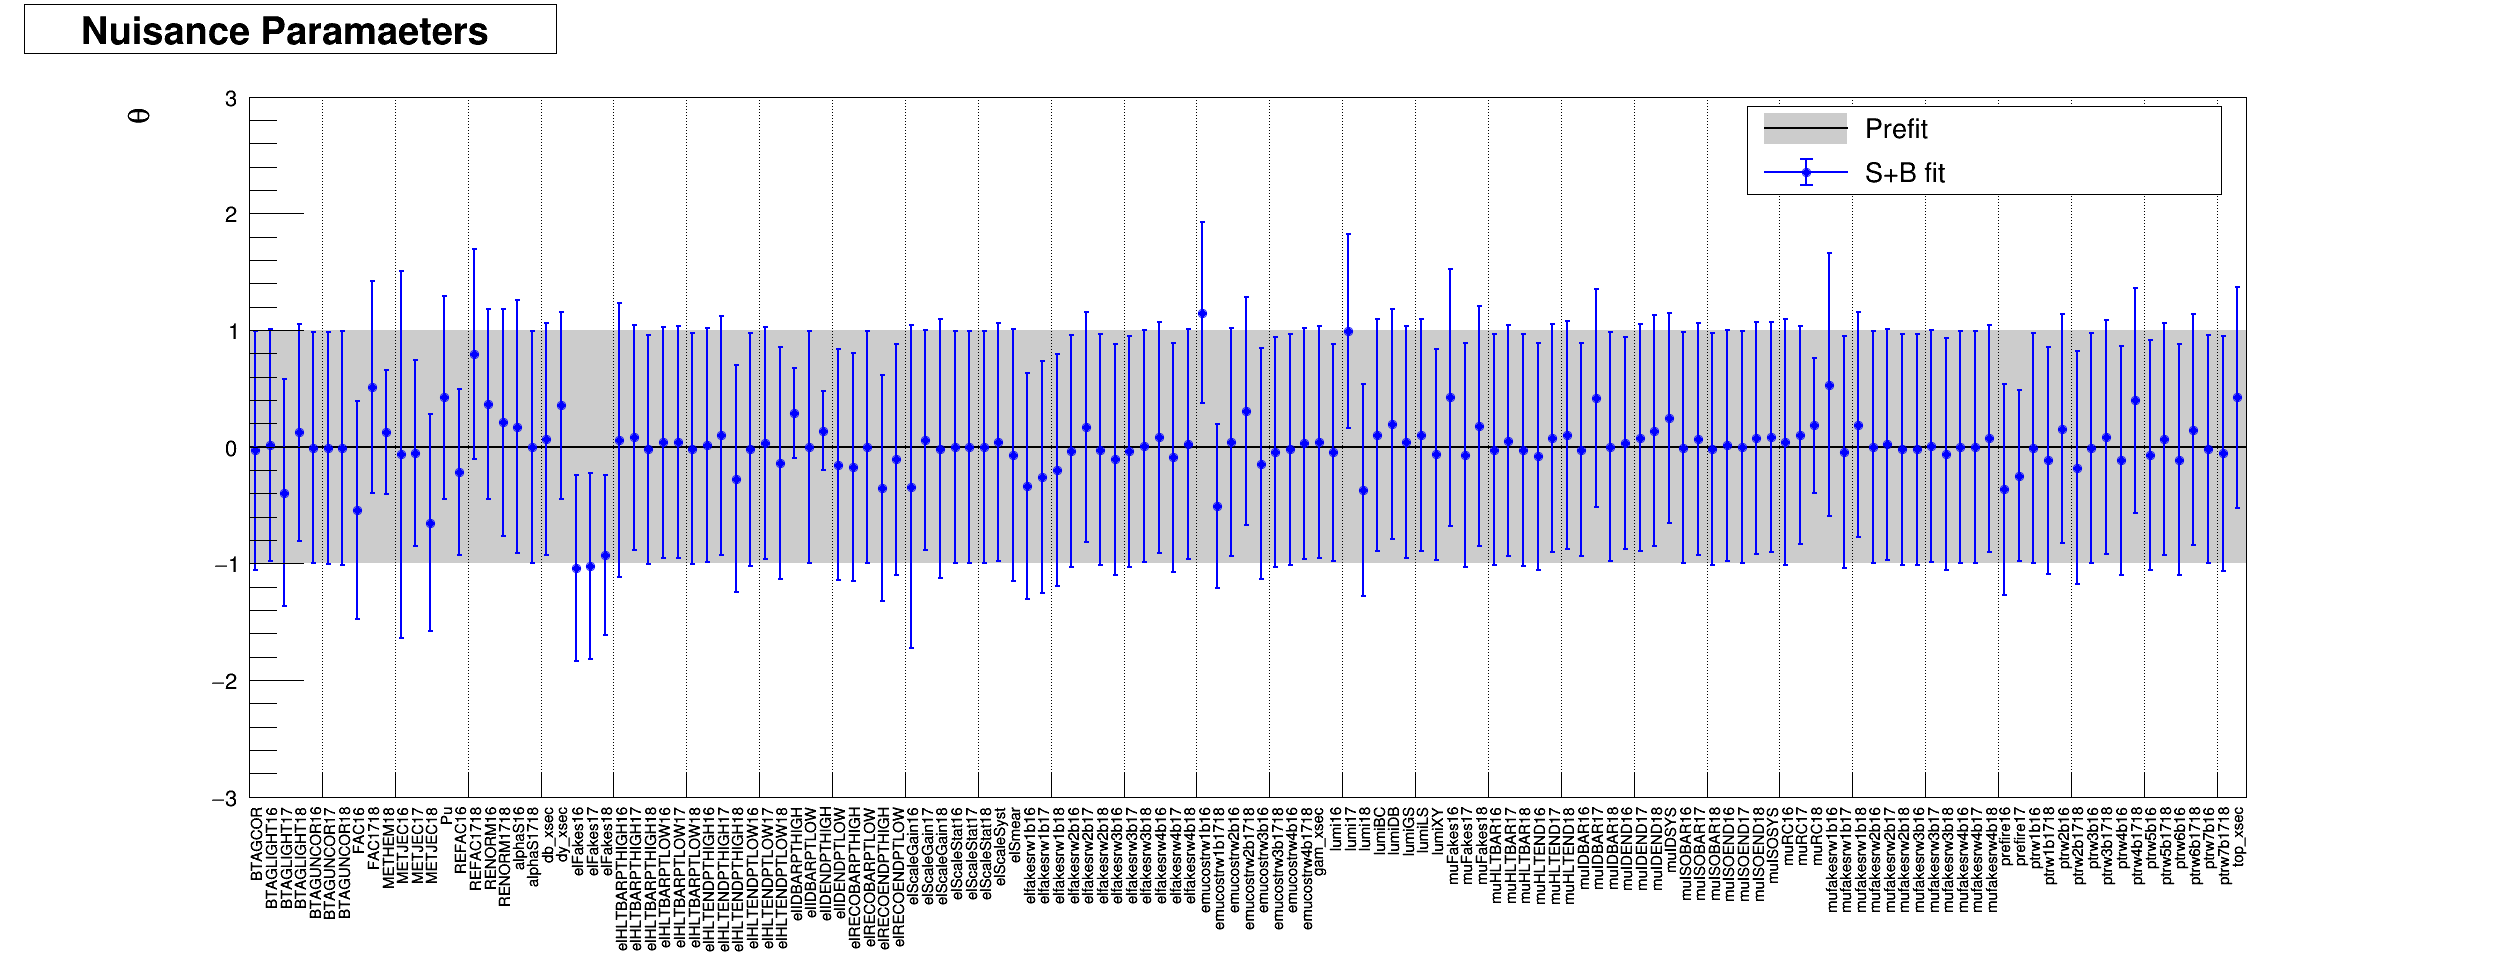 Nuisance Paramaeters
θ
3
2
1
0
−1
−2
−3
Prefit
S+B fit
BTAGCOR
BTAGLIGHT16
BTAGLIGHT17
BTAGLIGHT18
BTAGUNCOR16
BTAGUNCOR17
BTAGUNCOR18
FAC16
FAC1718
METHEM18
METJEC16
METJEC17
METJEC18
PU
REFAC16
REFAC1718
RENORM16
RENORM1718
alphaS16
alphaS1718
db_xsec
dy_xsec
elFakes16
elFakes17
elFakes18
elHLTBARPTHIGH16
elHLTBARPTHIGH17
elHLTBARPTHIGH18
elHLTBARPTLOW16
elHLTBARPTLOW17
elHLTBARPTLOW18
elHLTENDPTHIGH16
elHLTENDPTHIGH17
elHLTENDPTHIGH18
elHLTENDPTLOW16
elHLTENDPTLOW17
elHLTENDPTLOW18
elIDBARPTHIGH
elIDBARPTLOW
elIDENDPTHIGH
elIDENDPTLOW
elRECOBARPTHIGH
elRECOBARPTLOW
elRECOENDPTHIGH
elRECOENDPTLOW
elScaleGain16
elScaleGain17
elScaleGain18
elScaleStat16
elScaleStat17
elScaleStat18
elScaleSyst
elSmear
elfakesrw1b16
elfakesrw1b17
elfakesrw1b18
elfakesrw2b16
elfakesrw2b17
elfakesrw2b18
elfakesrw3b16
elfakesrw3b17
elfakesrw3b18
elfakesrw4b16
elfakesrw4b17
elfakesrw4b18
emucostrw1b16
emucostrw1b1718
emucostrw2b16
emucostrw2b1718
emucostrw3b16
emucostrw3b1718
emucostrw4b16
emucostrw4b1718
gam_xsec
lumi16
lumi17
lumi18
lumiBC
lumiDB
lumiGS
lumiLS
lumiXY
muFakes16
muFakes17
muFakes18
muHLTBAR16
muHLTBAR17
muHLTBAR18
muHLTEND16
muHLTEND17
muHLTEND18
muIDBAR16
muIDBAR17
muIDBAR18
muIDEND16
muIDEND17
muIDEND18
muIDSYS
muISOBAR16
muISOBAR17
muISOBAR18
muISOEND16
muISOEND17
muISOEND18
muISOSYS
muRC16
muRC17
muRC18
mufakesrw1b16
mufakesrw1b17
mufakesrw1b18
mufakesrw2b16
mufakesrw2b17
mufakesrw2b18
mufakesrw3b16
mufakesrw3b17
mufakesrw3b18
mufakesrw4b16
mufakesrw4b17
mufakesrw4b18
prefire16
prefire17
ptrw1b16
ptrw1b1718
ptrw2b16
ptrw2b1718
ptrw3b16
ptrw3b1718
ptrw4b16
ptrw4b1718
ptrw5b16
ptrw5b1718
ptrw6b16
ptrw6b1718
ptrw7b16
ptrw7b1718
top_xsec